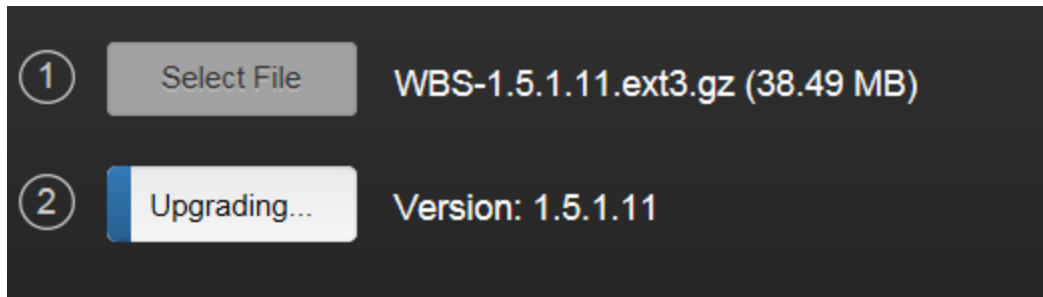 1 Select File WBS-1.5.1.11.ext3.gz (38.49 MB)
2 Upgrading... Version: 1.5.1.11